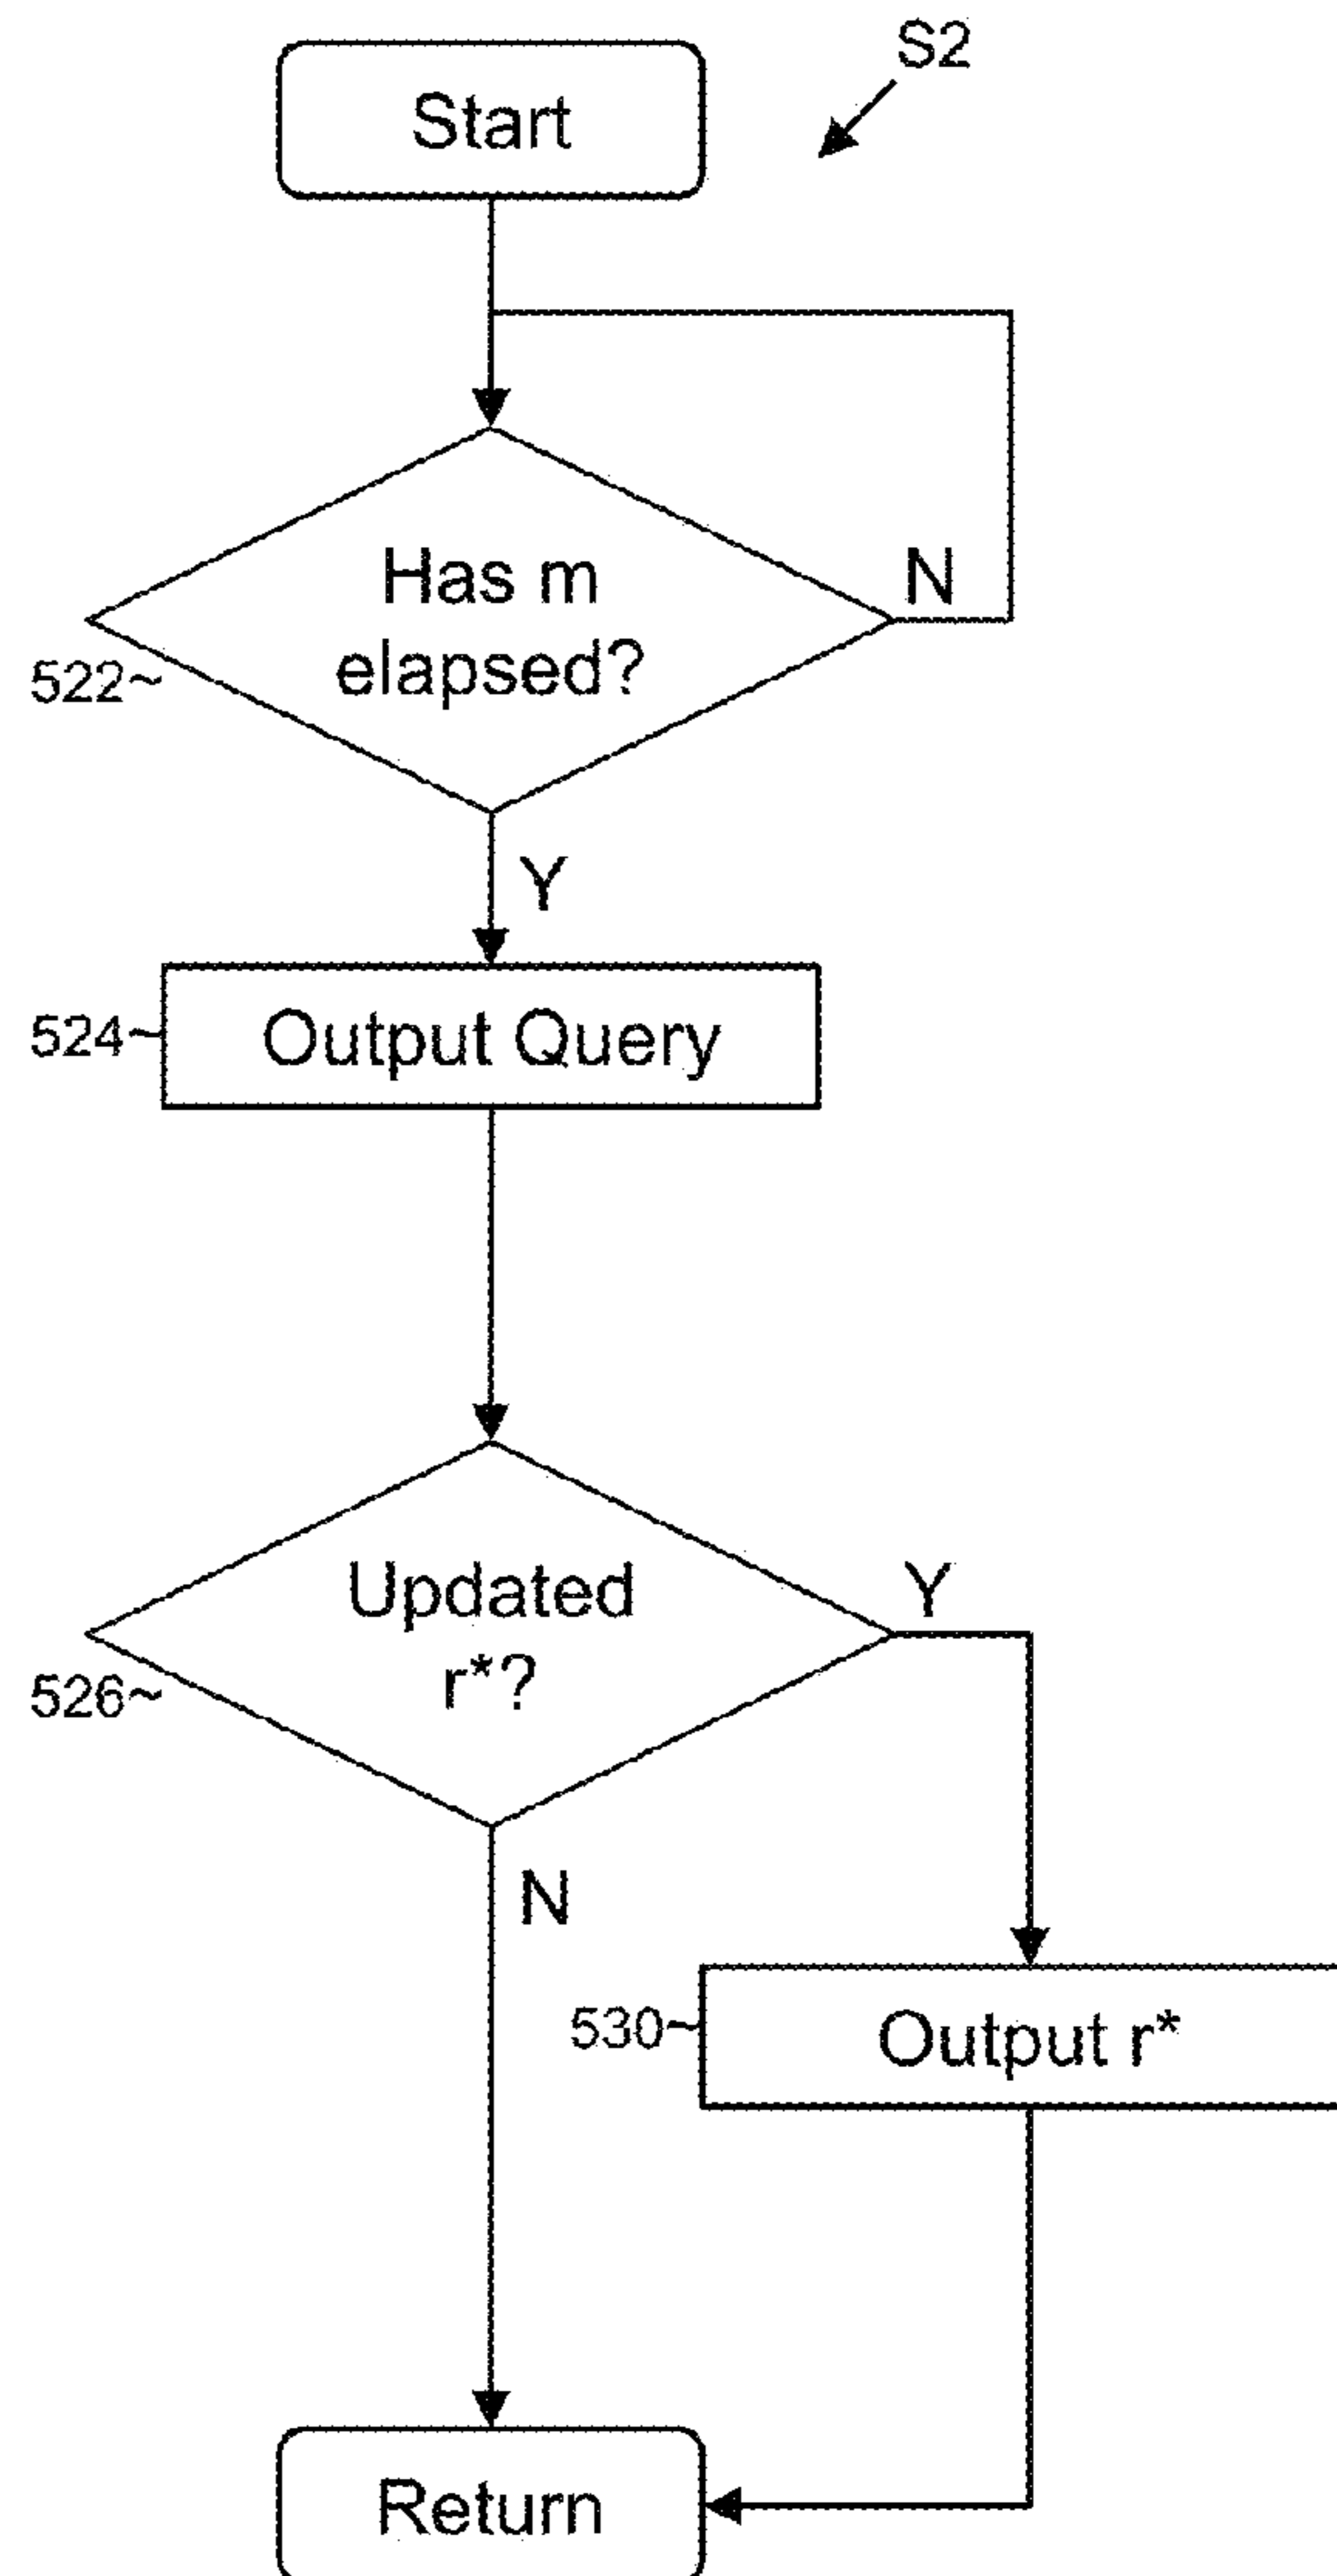 S2
Start
Has m
elapsed?
N
522~
Y
524~
Output Query
Updated
r*?
Y
526~
N
530~
Output r*
Return